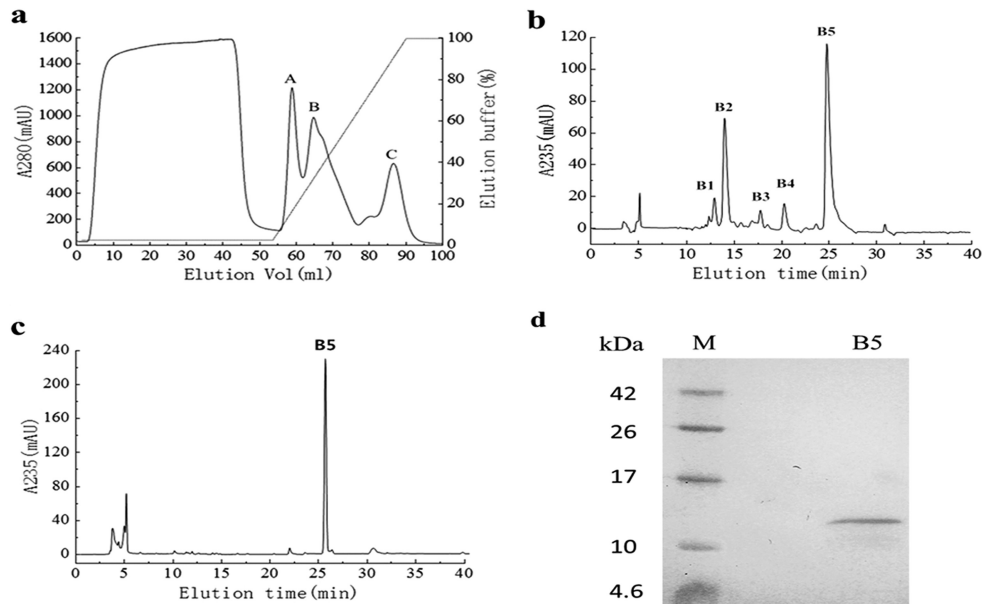 a
1600
1400
1200
1000
800
600
400
200
0
A280(mAU)
A
B
C
100
80
60
40
20
0
Elution buffer(%)
0 10 20 30 40 50 60 70 80 90 100
Elution Vol(ml)
b
120
100
80
60
40
20
0
A235(mAU)
B1
B2
B3
B4
B5
0 5 10 15 20 25 30 35 40
Elution time(min)
c
240
200
160
120
80
40
0
A235(mAU)
B5
0 5 10 15 20 25 30 35 40
Elution time(min)
d
kDa M B5
42
26
17
10
4.6